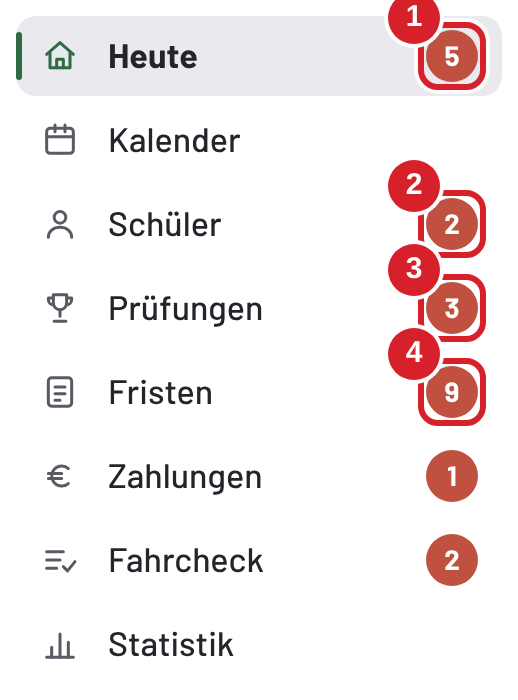 1
Heute 5
Kalender
2
Schüler 2
3
Prüfungen 3
4
Fristen 9
€ Zahlungen 1
Fahrcheck 2
Statistik